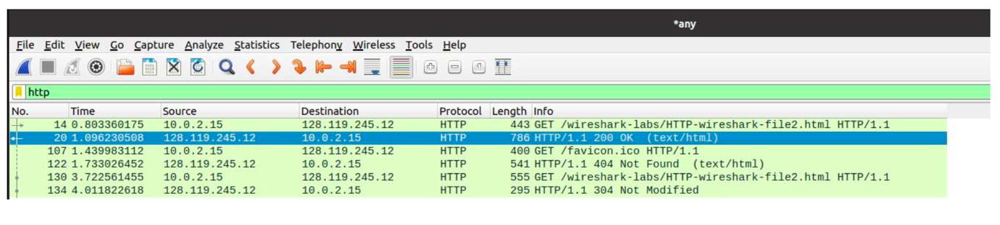 *any
File Edit View Go Capture Analyze Statistics Telephony Wireless Tools Help
http
No. Time Source Destination Protocol Length Info
14 0.803360175 10.0.2.15 128.119.245.12 HTTP 443 GET /wireshark-labs/HTTP-wireshark-file2.html HTTP/1.1
20 1.096230508 128.119.245.12 10.0.2.15 HTTP 786 HTTP/1.1 200 OK (text/html)
107 1.439983112 10.0.2.15 128.119.245.12 HTTP 400 GET /favicon.ico HTTP/1.1
122 1.733026452 128.119.245.12 10.0.2.15 HTTP 541 HTTP/1.1 404 Not Found (text/html)
130 3.722561455 10.0.2.15 128.119.245.12 HTTP 555 GET /wireshark-labs/HTTP-wireshark-file2.html HTTP/1.1
134 4.011822618 128.119.245.12 10.0.2.15 HTTP 295 HTTP/1.1 304 Not Modified